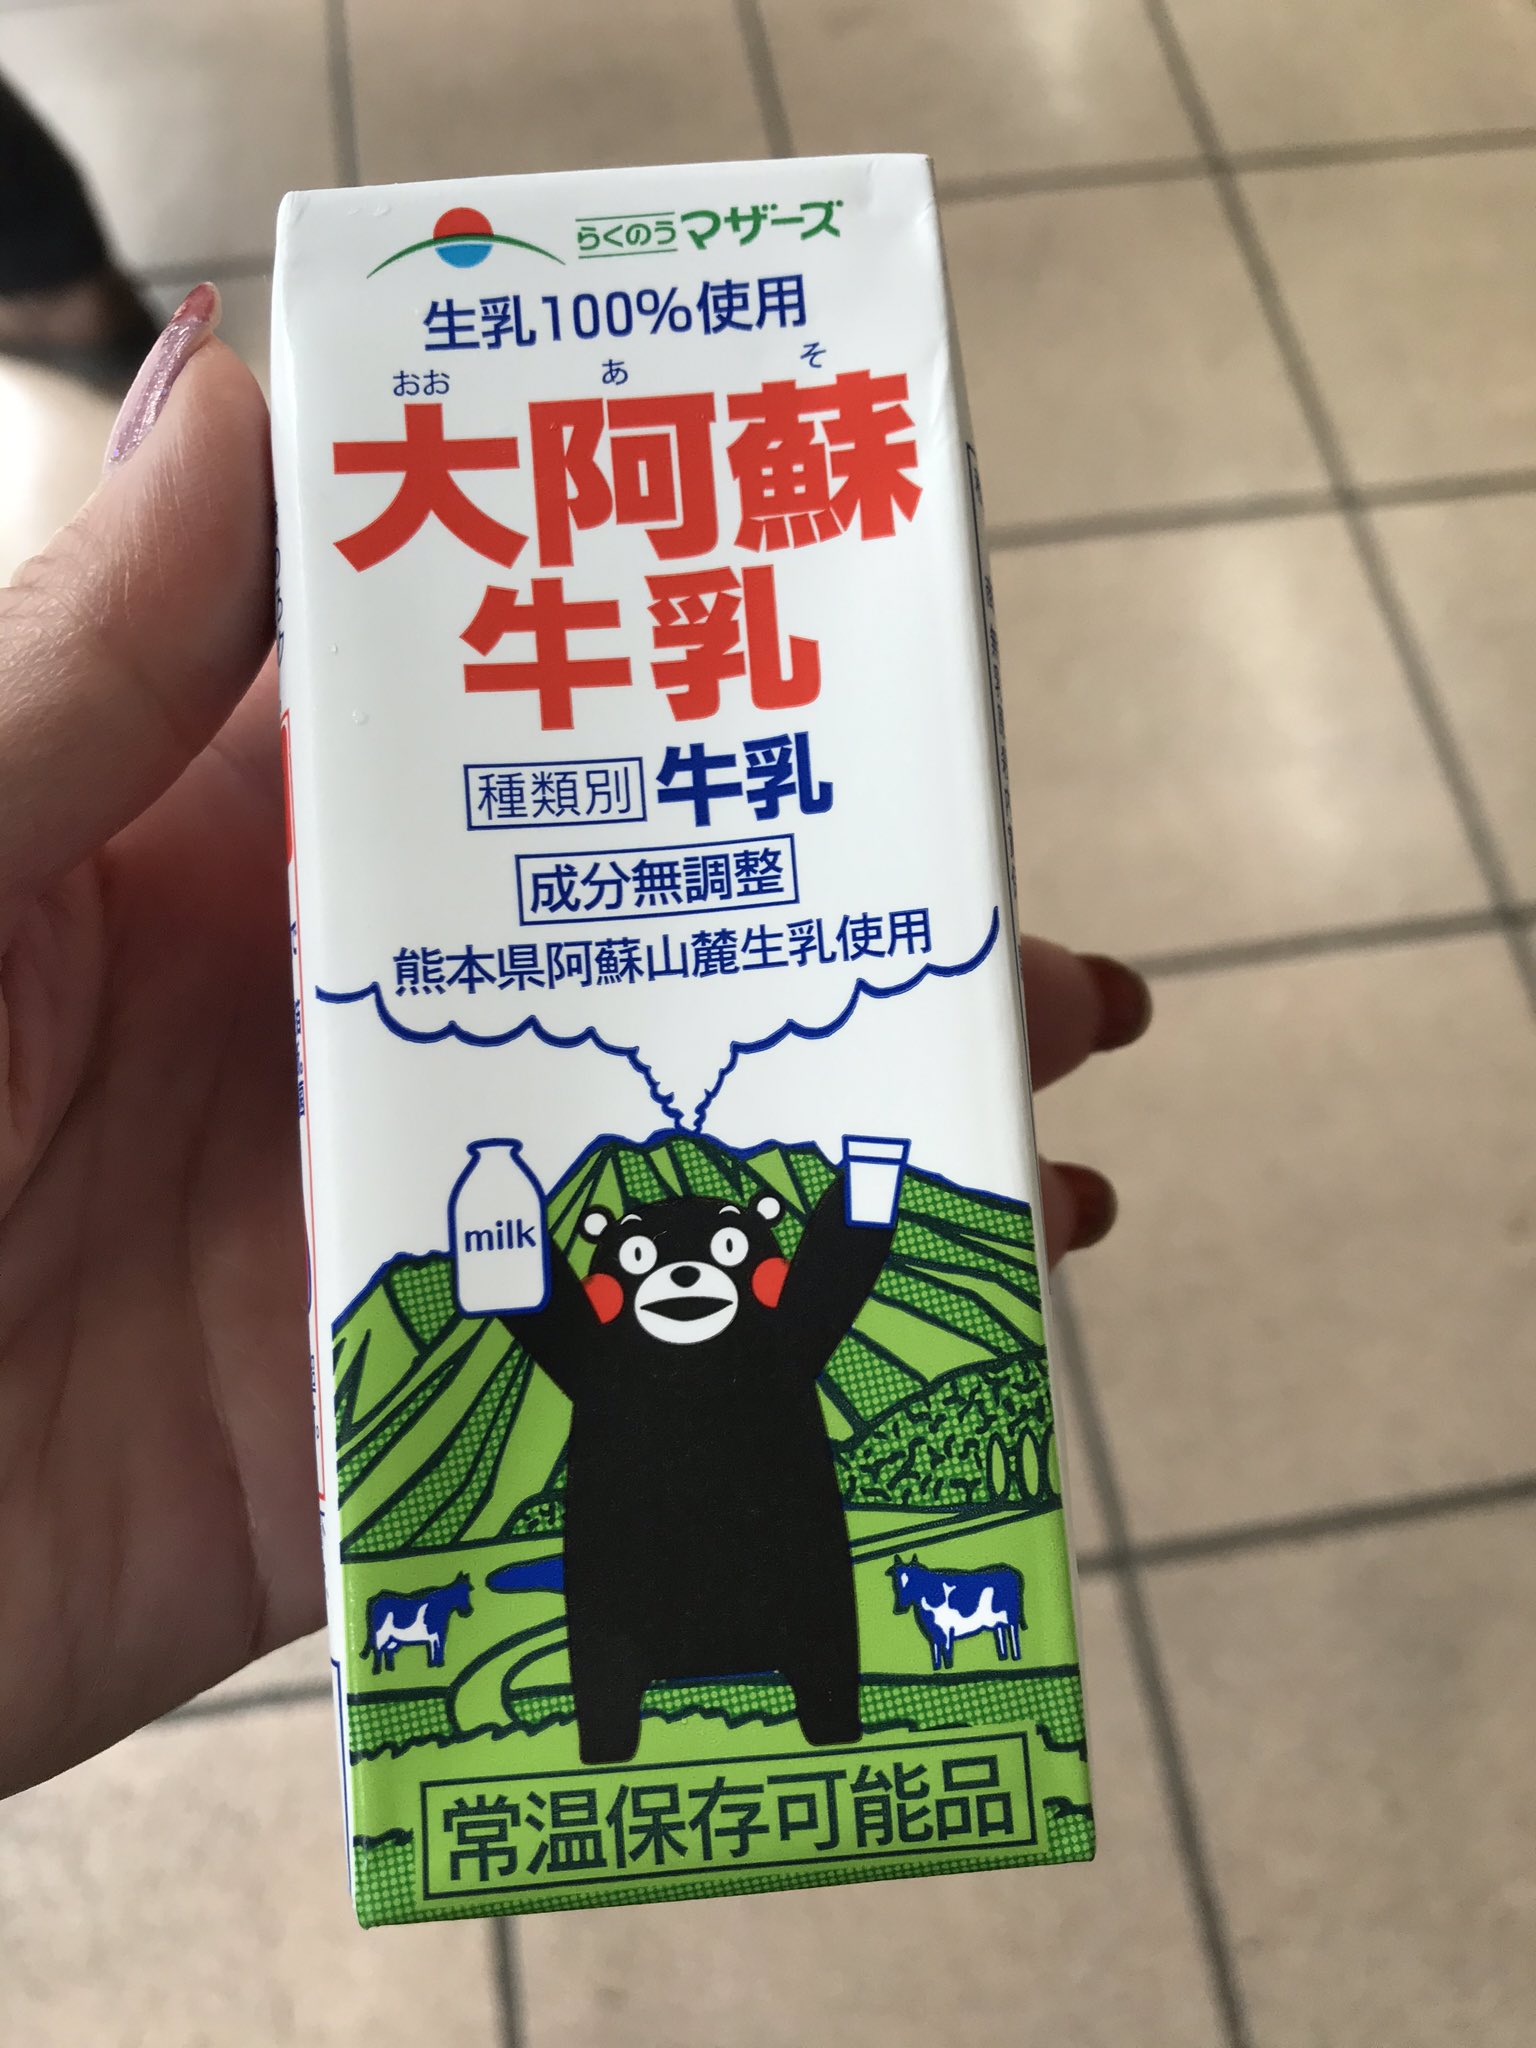 らくのうマザーズ
生乳100%使用
おお あ そ
大阿蘇
牛乳
種類別 牛乳
成分無調整
熊本県阿蘇山麓生乳使用
milk
常温保存可能品